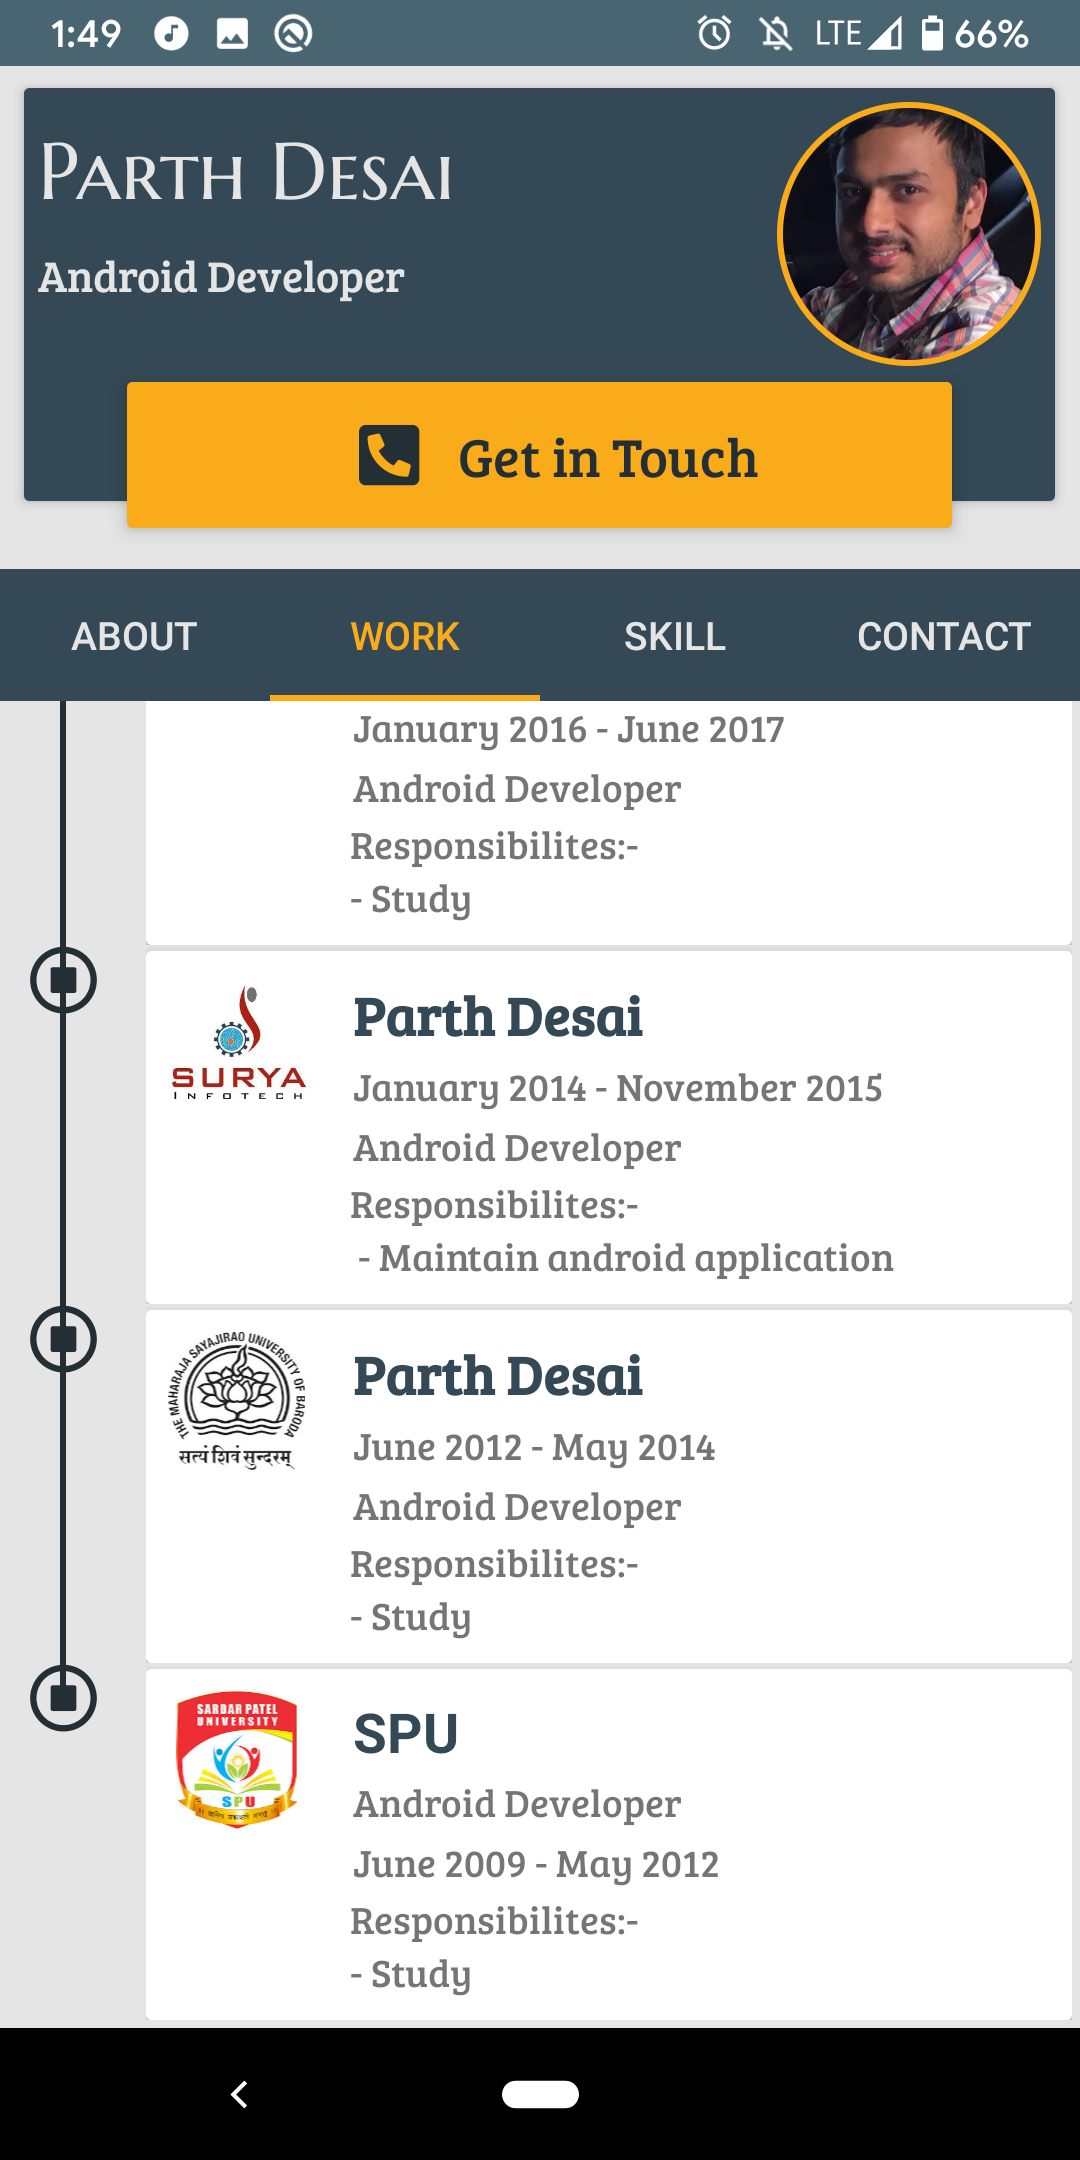 1:49
LTE 66%
Parth Desai
Android Developer
Get in Touch
ABOUT WORK SKILL CONTACT
January 2016 - June 2017
Android Developer
Responsibilites:-
- Study
SURYA
INFOTECH
Parth Desai
January 2014 - November 2015
Android Developer
Responsibilites:-
- Maintain android application
THE MAHARAJA SAYAJIRAO UNIVERSITY OF BARODA
सत्यं शिवं सुन्दरम्
Parth Desai
June 2012 - May 2014
Android Developer
Responsibilites:-
- Study
SARDAR PATEL
UNIVERSITY
SPU
SPU
Android Developer
June 2009 - May 2012
Responsibilites:-
- Study